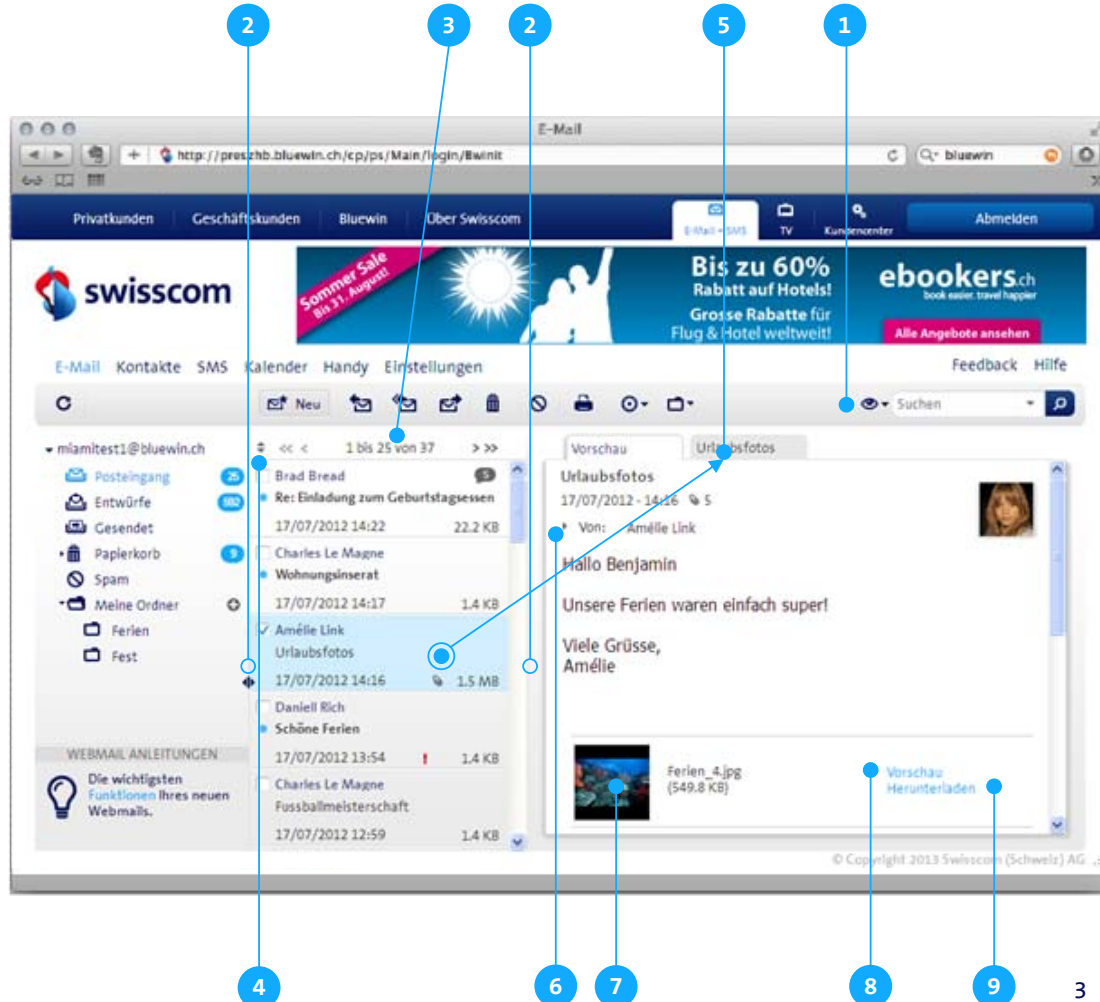 2 3 2 5 1
E-Mail
http://preszhb.bluewin.ch/cp/ps/Main/login/Bwinit
bluewin
Privatkunden Geschäftskunden Bluewin Über Swisscom E-Mail + SMS TV Kundencenter Abmelden
swisscom
Sommer Sale
Bis 31. August!
Bis zu 60%
Rabatt auf Hotels!
Grosse Rabatte für
Flug & Hotel weltweit!
ebookers.ch
book easier. travel happier
Alle Angebote ansehen
E-Mail Kontakte SMS Kalender Handy Einstellungen Feedback Hilfe
Neu Suchen
miamitest1@bluewin.ch
Posteingang 25
Entwürfe 502
Gesendet
Papierkorb 9
Spam
Meine Ordner
Ferien
Fest
WEBMAIL ANLEITUNGEN
Die wichtigsten
Funktionen Ihres neuen
Webmails.
<< < 1 bis 25 von 37 > >>
Brad Bread 5
Re: Einladung zum Geburtstagsessen
17/07/2012 14:22 22.2 KB
Charles Le Magne
Wohnungsinserat
17/07/2012 14:17 1.4 KB
Amélie Link
Urlaubsfotos
17/07/2012 14:16 1.5 MB
Daniell Rich
Schöne Ferien
17/07/2012 13:54 ! 1.4 KB
Charles Le Magne
Fussballmeisterschaft
17/07/2012 12:59 1.4 KB
Vorschau Urlaubsfotos
Urlaubsfotos
17/07/2012 - 14:16 5
Von: Amélie Link
Hallo Benjamin
Unsere Ferien waren einfach super!
Viele Grüsse,
Amélie
Ferien_4.jpg
(549.8 KB)
Vorschau
Herunterladen
© Copyright 2013 Swisscom (Schweiz) AG
4 6 7 8 9
3